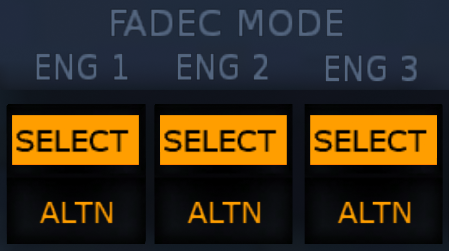 FADEC MODE
ENG 1 ENG 2 ENG 3
SELECT SELECT SELECT
ALTN ALTN ALTN